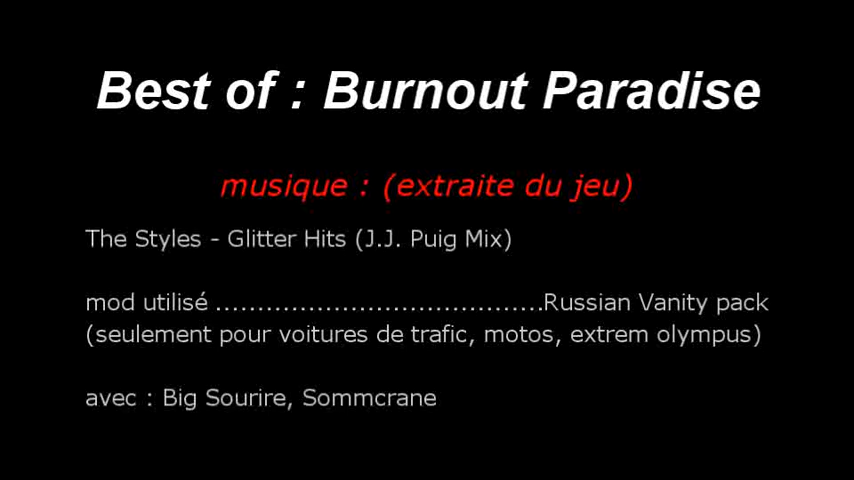 Best of : Burnout Paradise
musique : (extraite du jeu)
The Styles - Glitter Hits (J.J. Puig Mix)
mod utilisé .......................................Russian Vanity pack
(seulement pour voitures de trafic, motos, extrem olympus)
avec : Big Sourire, Sommcrane